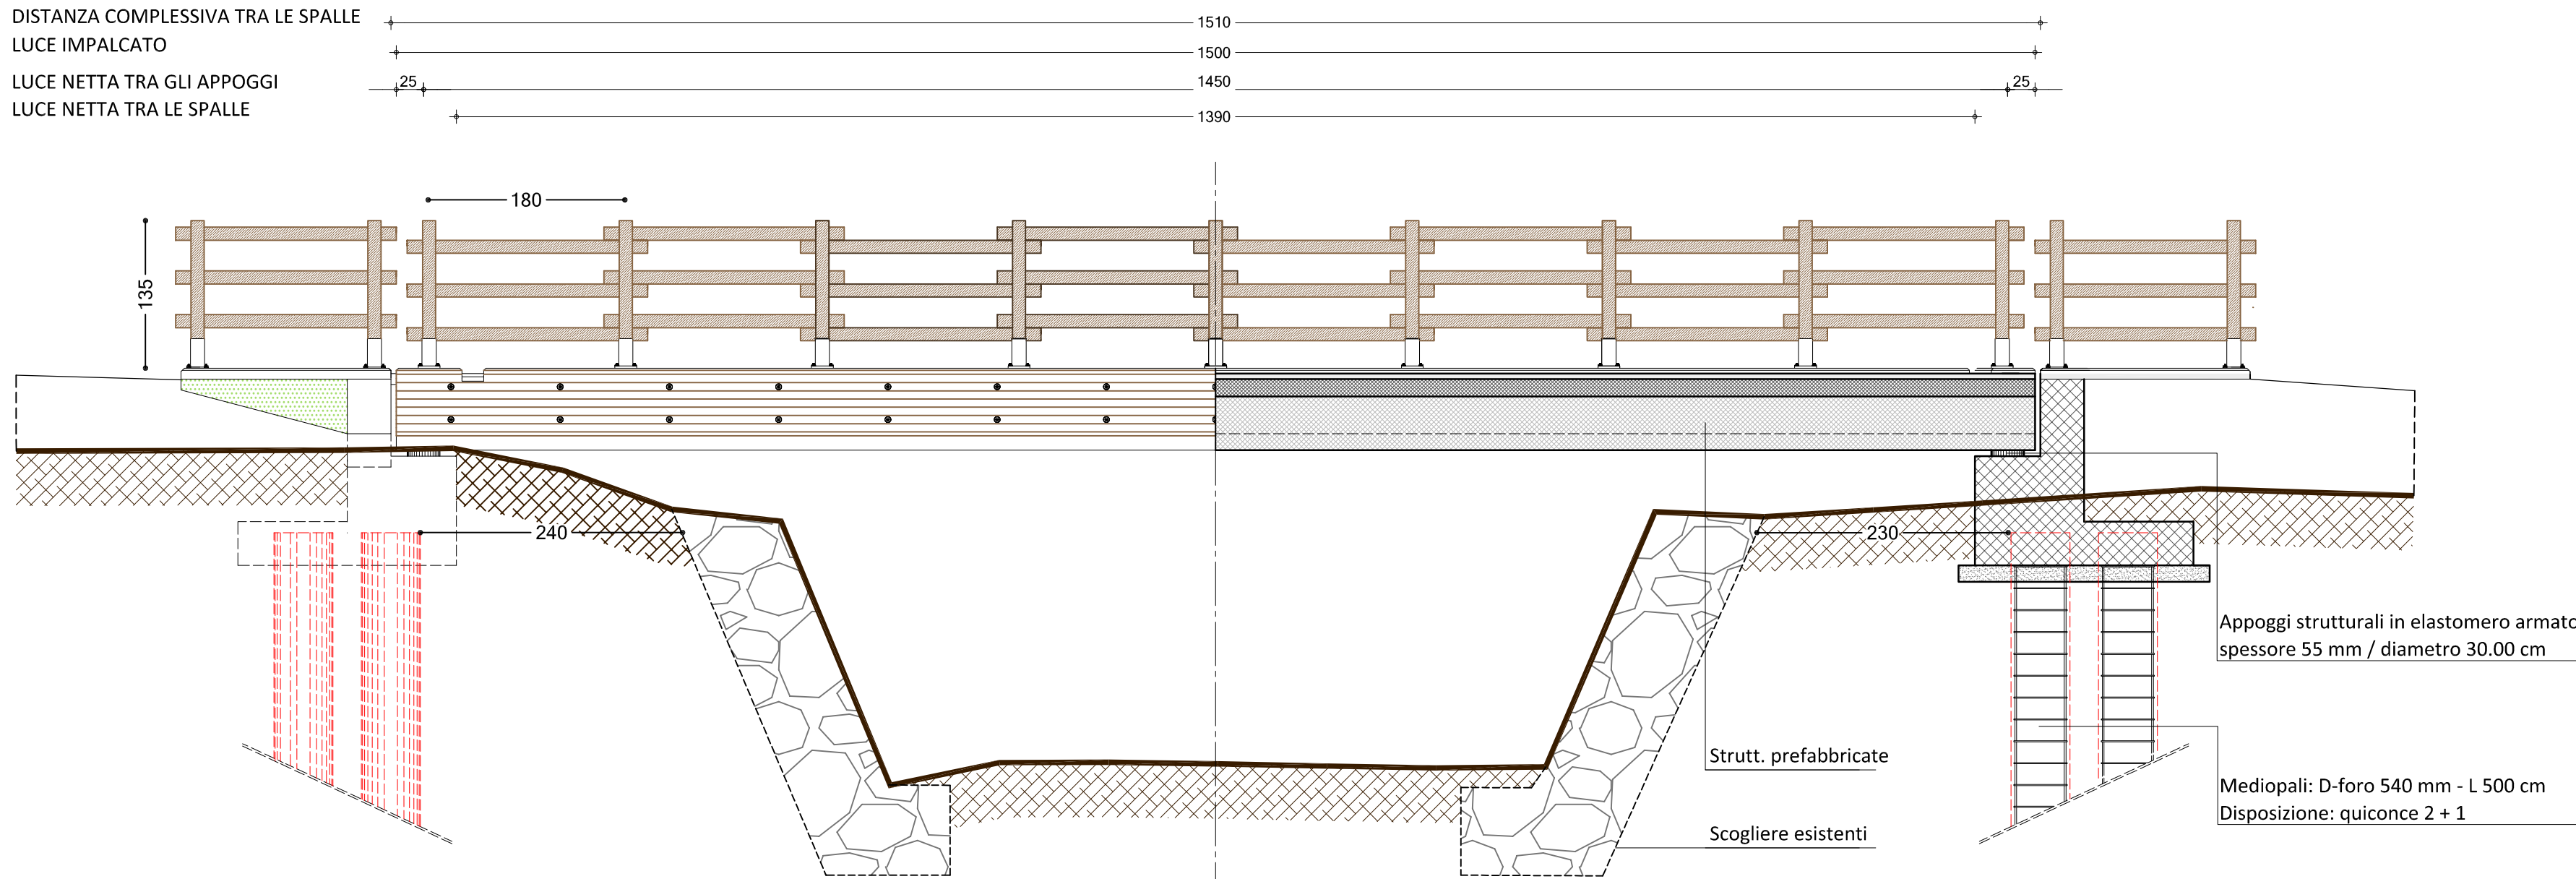 DISTANZA COMPLESSIVA TRA LE SPALLE
1510
LUCE IMPALCATO
1500
LUCE NETTA TRA GLI APPOGGI
25
1450
25
LUCE NETTA TRA LE SPALLE
1390
180
135
240
230
Appoggi strutturali in elastomero armato
spessore 55 mm / diametro 30.00 cm
Strutt. prefabbricate
Mediopali: D-foro 540 mm - L 500 cm
Disposizione: quiconce 2 + 1
Scogliere esistenti